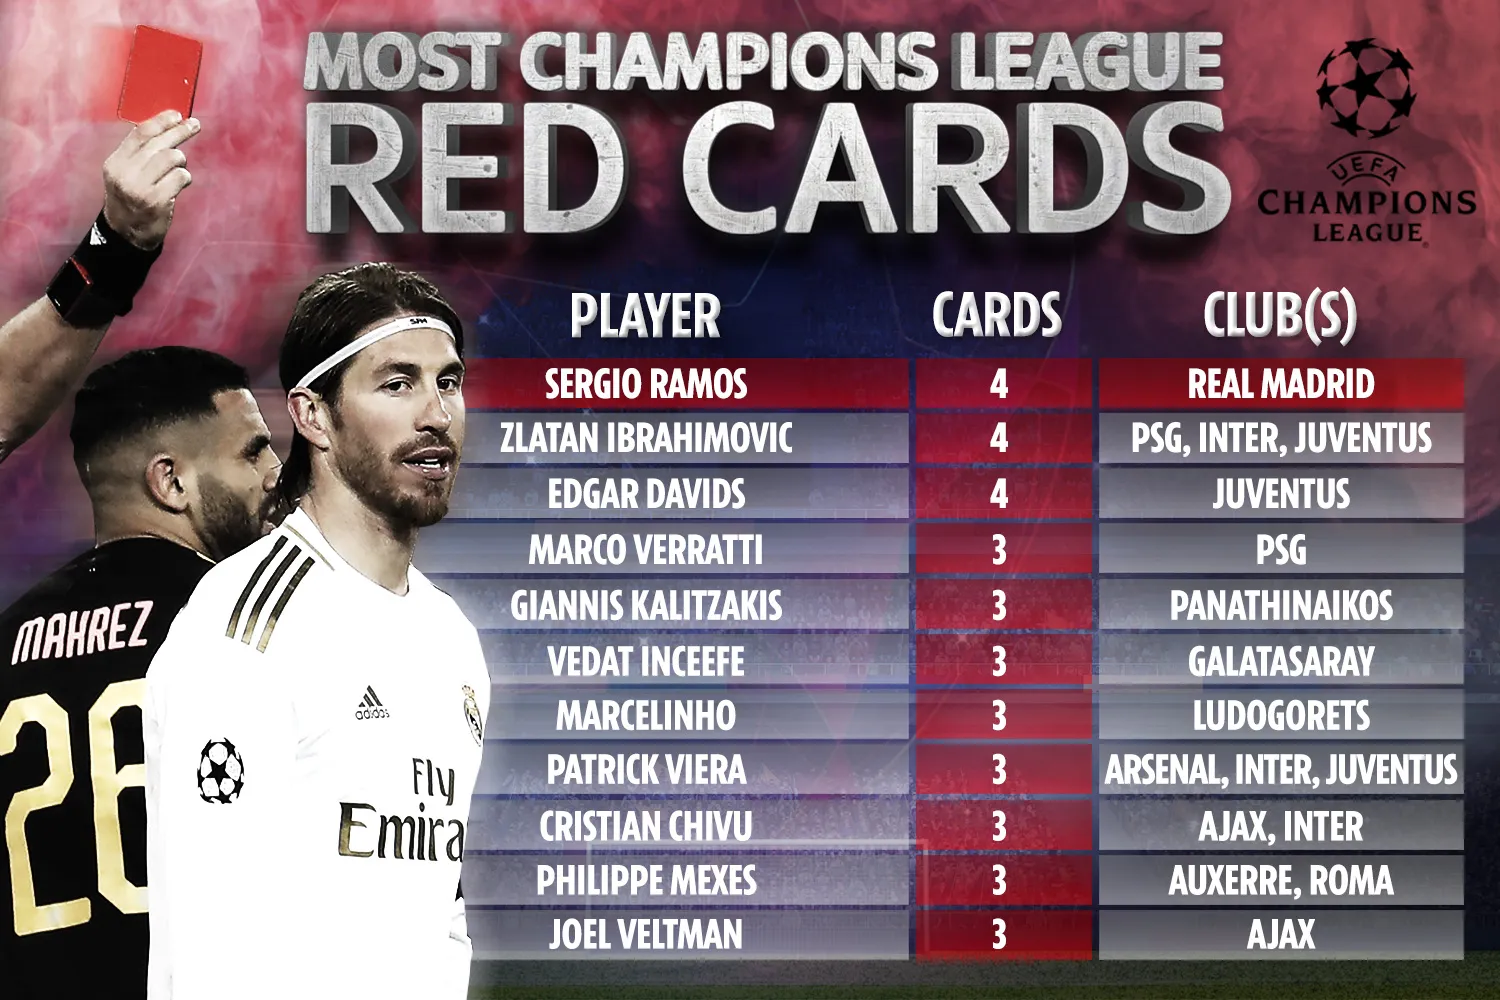 MOST CHAMPIONS LEAGUE
RED CARDS
UEFA
CHAMPIONS
LEAGUE
PLAYER CARDS CLUB(S)
SERGIO RAMOS 4 REAL MADRID
ZLATAN IBRAHIMOVIC 4 PSG, INTER, JUVENTUS
EDGAR DAVIDS 4 JUVENTUS
MARCO VERRATTI 3 PSG
GIANNIS KALITZAKIS 3 PANATHINAIKOS
VEDAT INCEEFE 3 GALATASARAY
MARCELINHO 3 LUDOGORETS
PATRICK VIERA 3 ARSENAL, INTER, JUVENTUS
CRISTIAN CHIVU 3 AJAX, INTER
PHILIPPE MEXES 3 AUXERRE, ROMA
JOEL VELTMAN 3 AJAX
MAHREZ
26
adidas
Fly
Emira